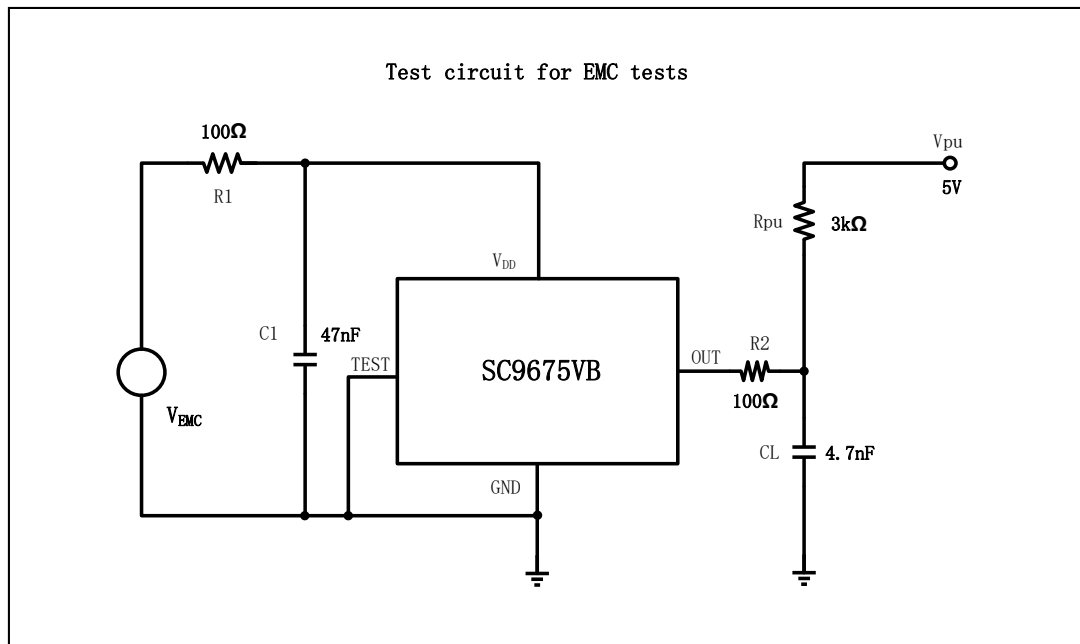 Test circuit for EMC tests
100Ω
R1
Vpu
5V
Rpu
3kΩ
VDD
C1
47nF
TEST
SC9675VB
OUT
R2
100Ω
VEMC
CL
4.7nF
GND